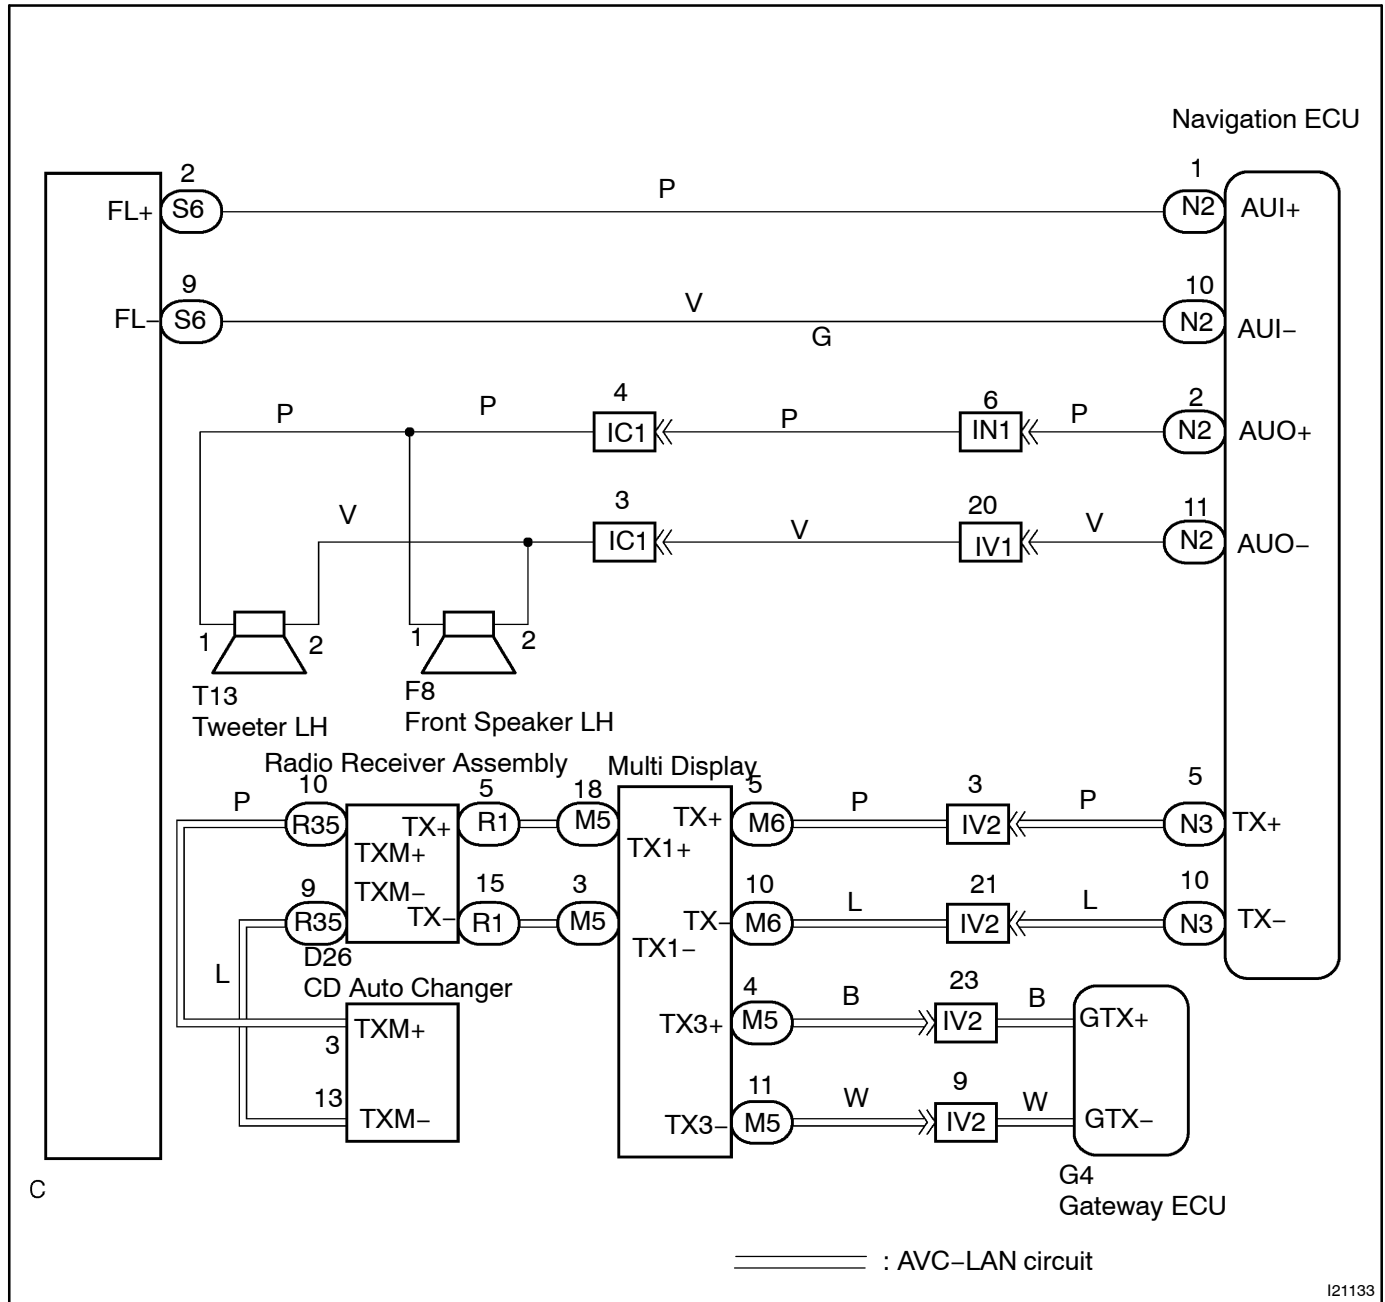 Navigation ECU
2 P 1
FL+ S6 N2 AUI+
9 V 10
FL− S6 N2 AUI−
G
P P 4 P 6 P 2
IC1 IN1 N2 AUO+
V 3 V 20 V 11
IC1 IV1 N2 AUO−
1 2 1 2
T13 F8
Tweeter LH Front Speaker LH
Radio Receiver Assembly Multi Display
P 10 5 18 5 P 3 P 5
R35 TX+ R1 M5 TX+ M6 IV2 N3 TX+
TXM+ TX1+
9 TXM− 15 3 10 L 21 L 10
R35 TX− R1 M5 TX− M6 IV2 N3 TX−
TX1−
D26
L CD Auto Changer
4 B 23 B
TXM+ TX3+ M5 IV2 GTX+
3
13 11 W 9 W
TXM− TX3− M5 IV2 GTX−
G4
C Gateway ECU
: AVC−LAN circuit
I21133